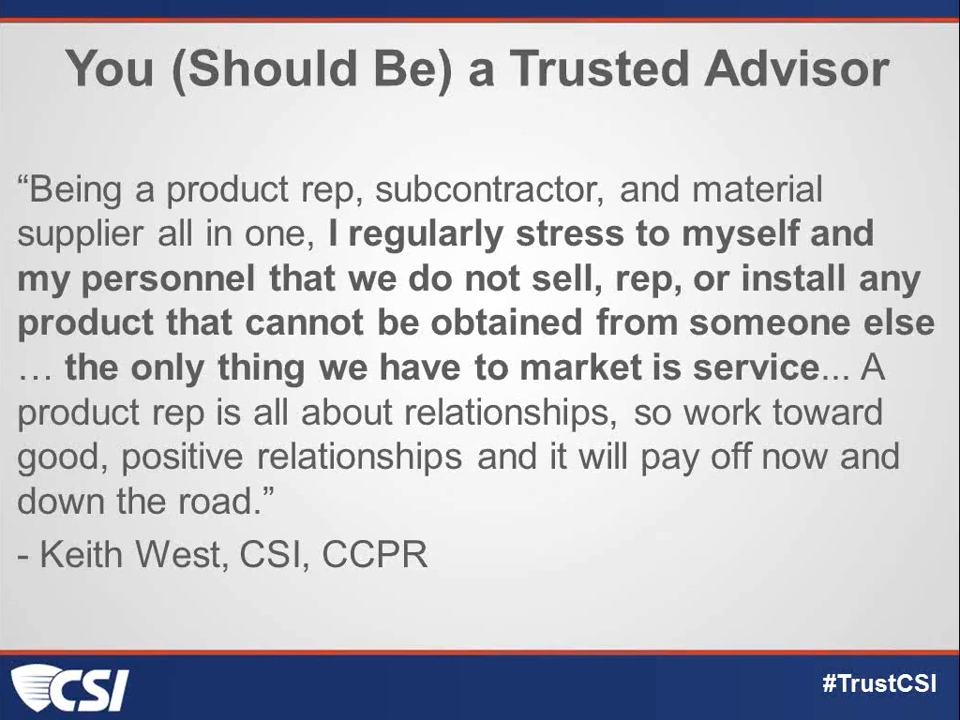 You (Should Be) a Trusted Advisor
“Being a product rep, subcontractor, and material
supplier all in one, I regularly stress to myself and
my personnel that we do not sell, rep, or install any
product that cannot be obtained from someone else
… the only thing we have to market is service... A
product rep is all about relationships, so work toward
good, positive relationships and it will pay off now and
down the road.”
- Keith West, CSI, CCPR
CSI
#TrustCSI